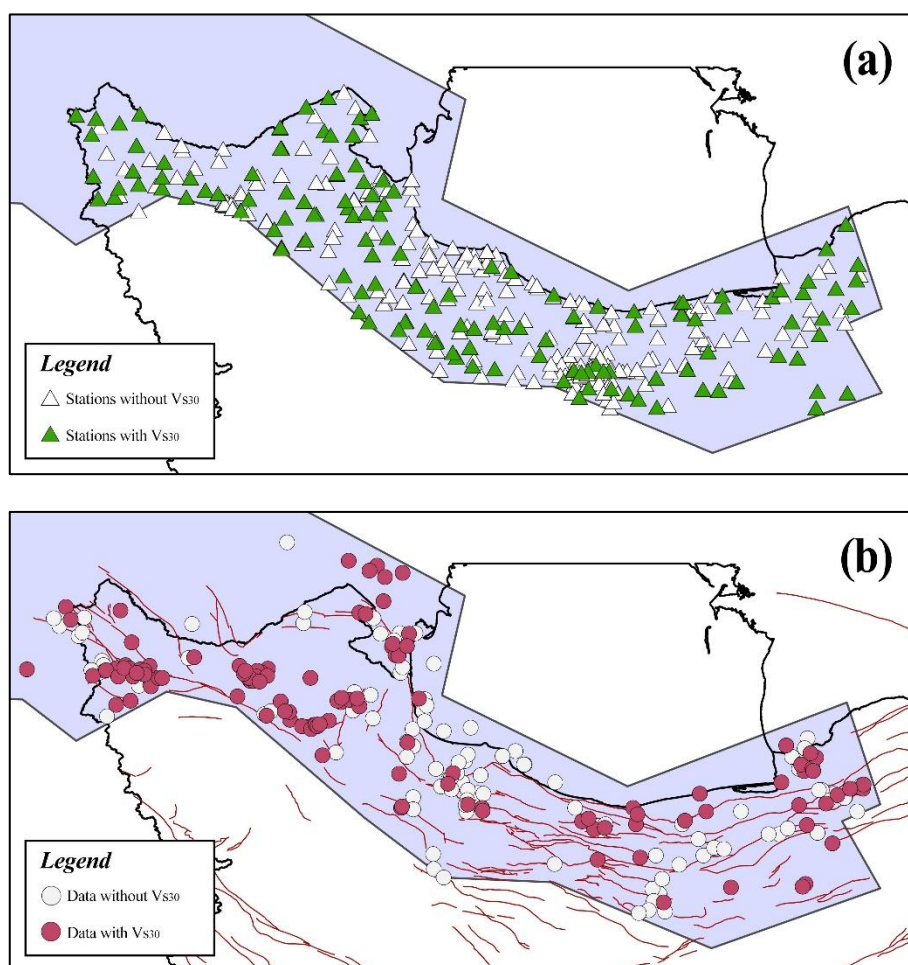 (a)
Legend
Stations without Vs30
Stations with Vs30
(b)
Legend
Data without Vs30
Data with Vs30